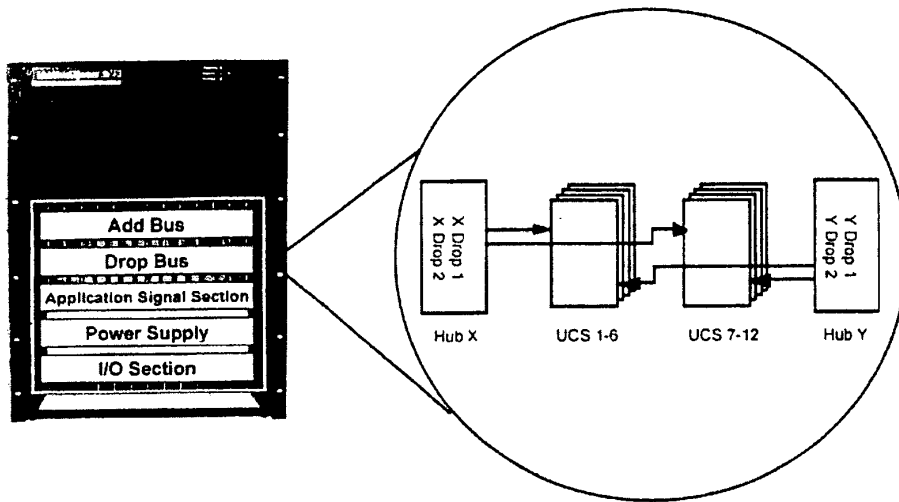 Add Bus
Drop Bus
Application Signal Section
Power Supply
I/O Section
X Drop 1
X Drop 2
Y Drop 1
Y Drop 2
Hub X
UCS 1-6
UCS 7-12
Hub Y